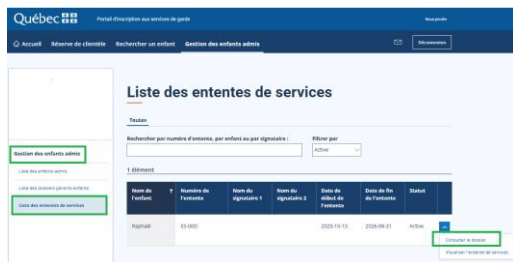 Québec
Portail d'inscription aux services de garde
Nous joindre
Accueil Réserve de clientèle Rechercher un enfant Gestion des enfants admis
Déconnexion
Liste des ententes de services
Toutes
Rechercher par numéro d'entente, par enfant ou par signataire :
Filtrer par
Active
Gestion des enfants admis
Liste des enfants admis
Liste des dossiers parents-enfants
Liste des ententes de services
1 élément
Nom de l'enfant
Numéro de l'entente
Nom du signataire 1
Nom du signataire 2
Date de début de l'entente
Date de fin de l'entente
Statut
Raphaël
2025-10-13
2026-08-31
Active
Consulter le dossier
Visualiser l'entente de services